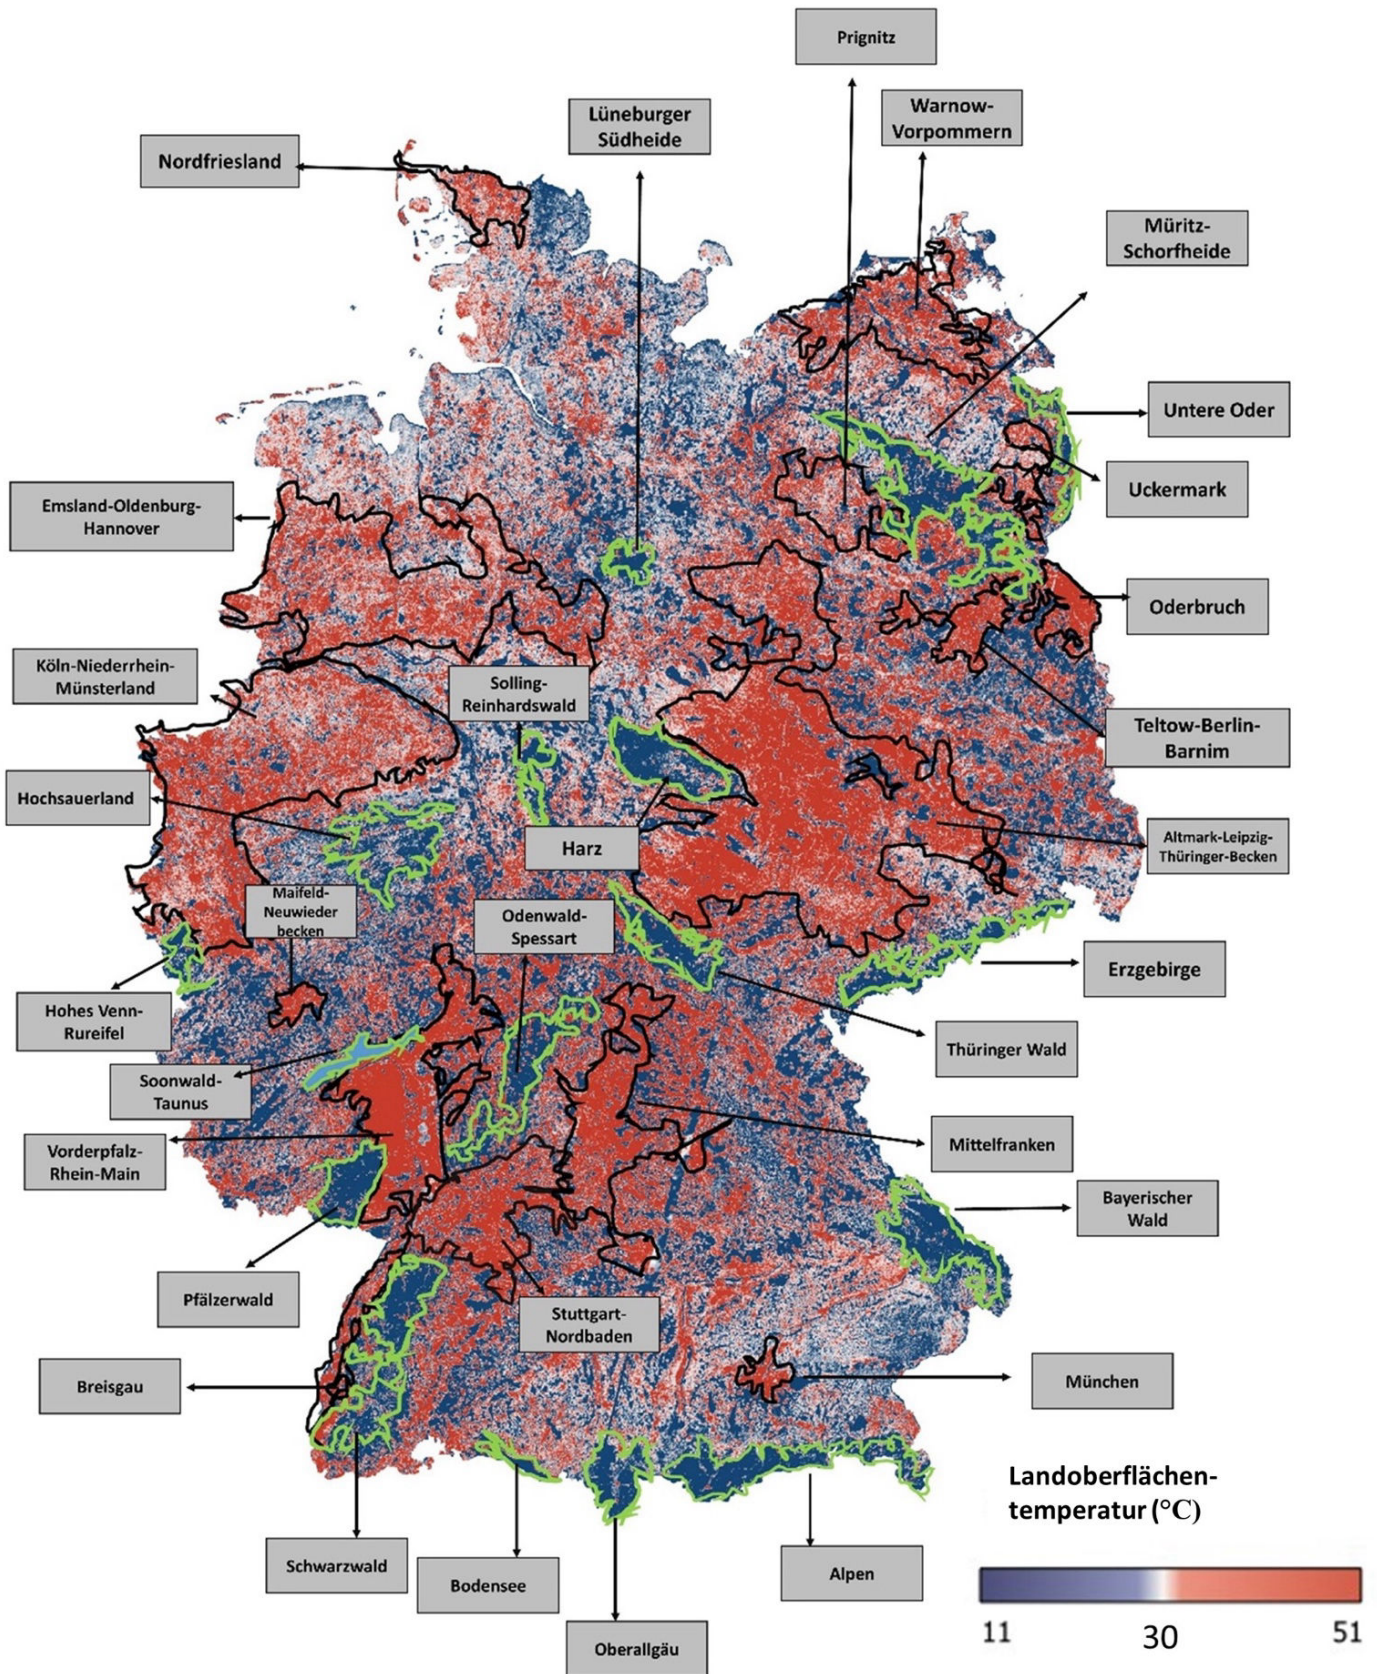 Prignitz
Warnow-
Vorpommern
Lüneburger
Südheide
Nordfriesland
Müritz-
Schorfheide
Untere Oder
Uckermark
Emsland-Oldenburg-
Hannover
Oderbruch
Köln-Niederrhein-
Münsterland
Solling-
Reinhardswald
Teltow-Berlin-
Barnim
Hochsauerland
Harz
Altmark-Leipzig-
Thüringer-Becken
Maifeld-
Neuwieder
becken
Odenwald-
Spessart
Erzgebirge
Hohes Venn-
Rureifel
Thüringer Wald
Soonwald-
Taunus
Vorderpfalz-
Rhein-Main
Mittelfranken
Bayerischer
Wald
Pfälzerwald
Stuttgart-
Nordbaden
Breisgau
München
Landoberflächen-
temperatur (°C)
Schwarzwald
Bodensee
Alpen
Oberallgäu
11 30 51